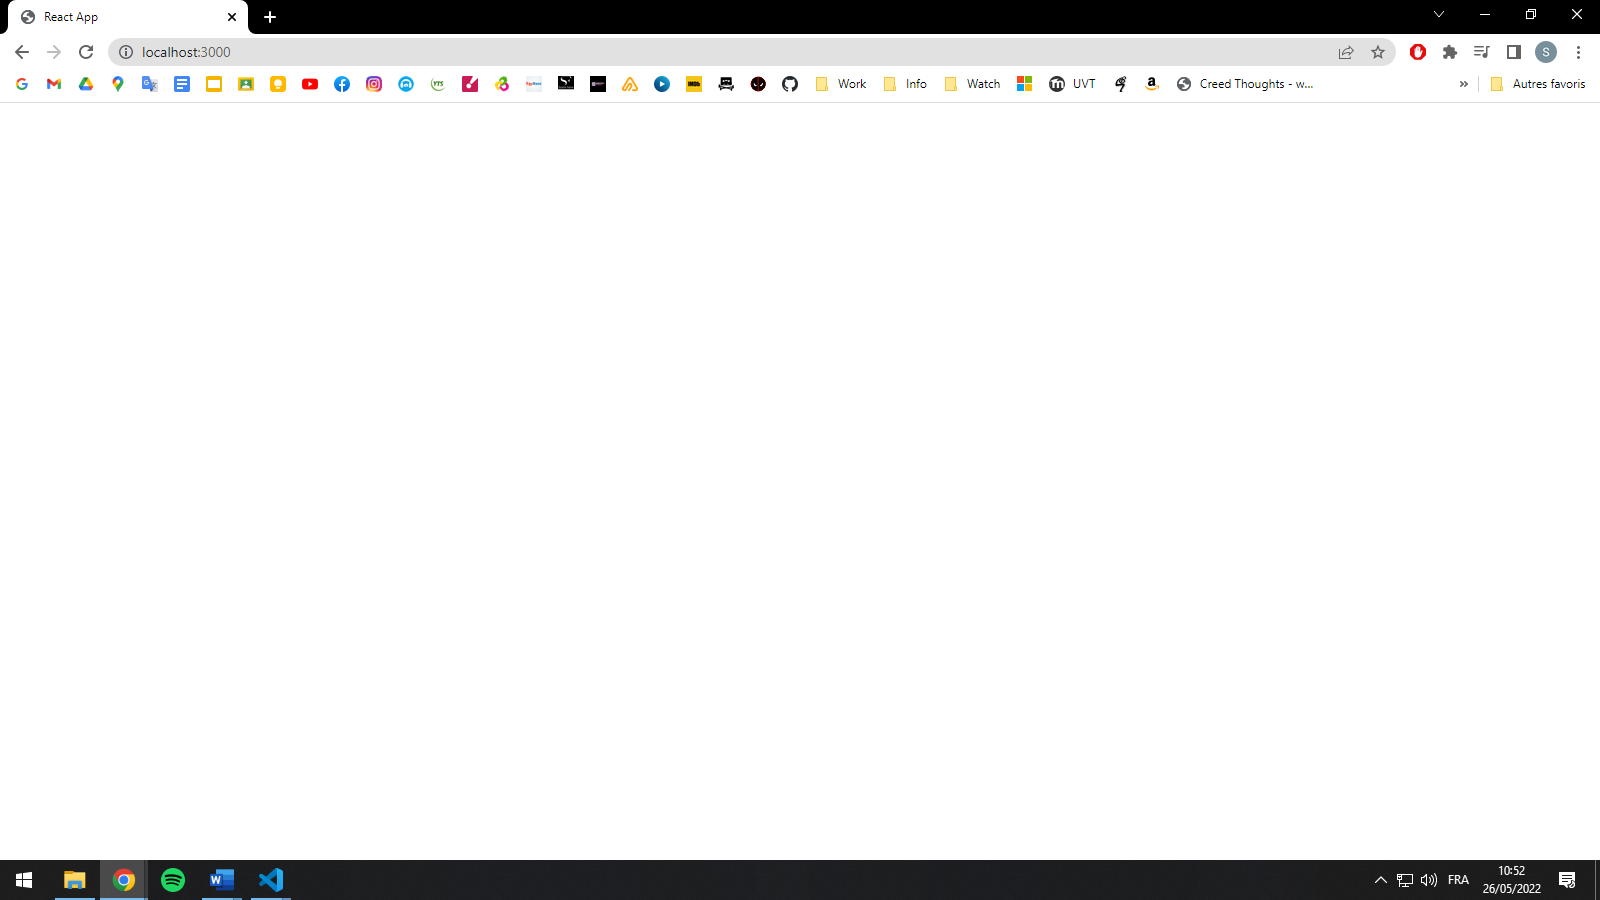 React App
localhost:3000
Work Info Watch UVT Creed Thoughts - w... » Autres favoris
S
FRA
10:52
26/05/2022